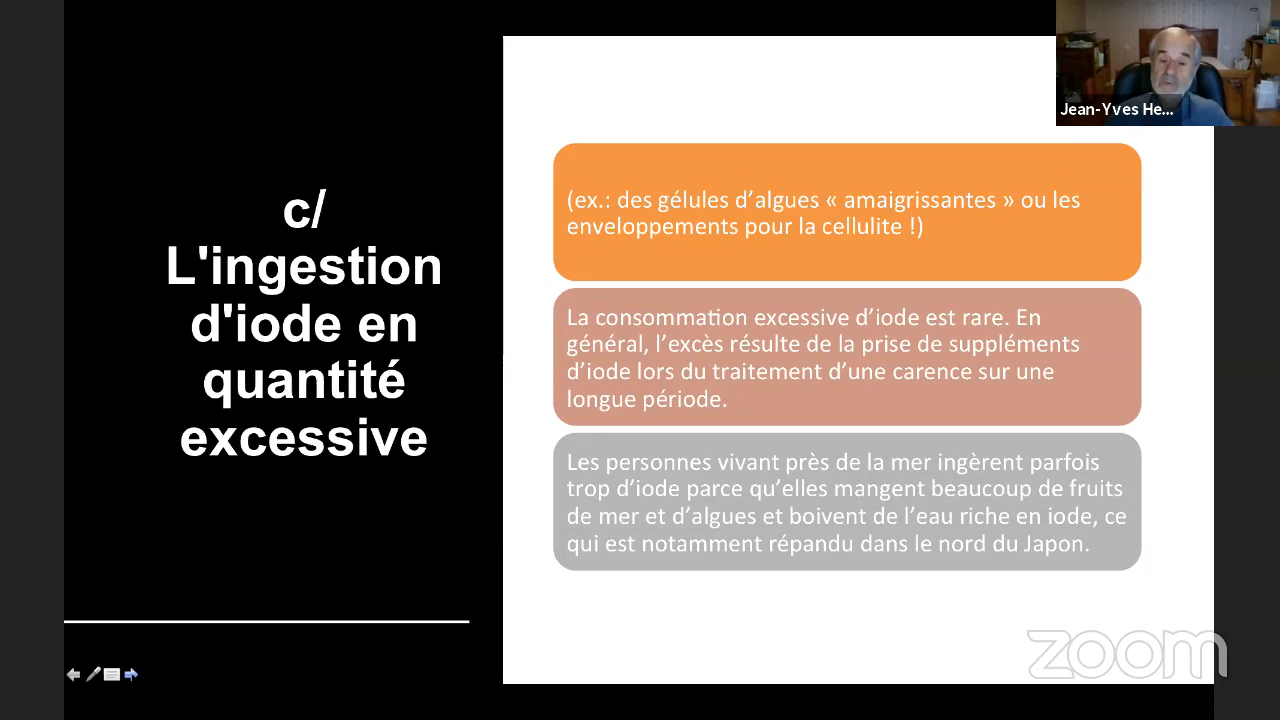 c/
L'ingestion
d'iode en
quantité
excessive
Jean-Yves He...
(ex.: des gélules d’algues « amaigrissantes » ou les
enveloppements pour la cellulite !)
La consommation excessive d’iode est rare. En
général, l’excès résulte de la prise de suppléments
d’iode lors du traitement d’une carence sur une
longue période.
Les personnes vivant près de la mer ingèrent parfois
trop d’iode parce qu’elles mangent beaucoup de fruits
de mer et d’algues et boivent de l’eau riche en iode, ce
qui est notamment répandu dans le nord du Japon.
zoom